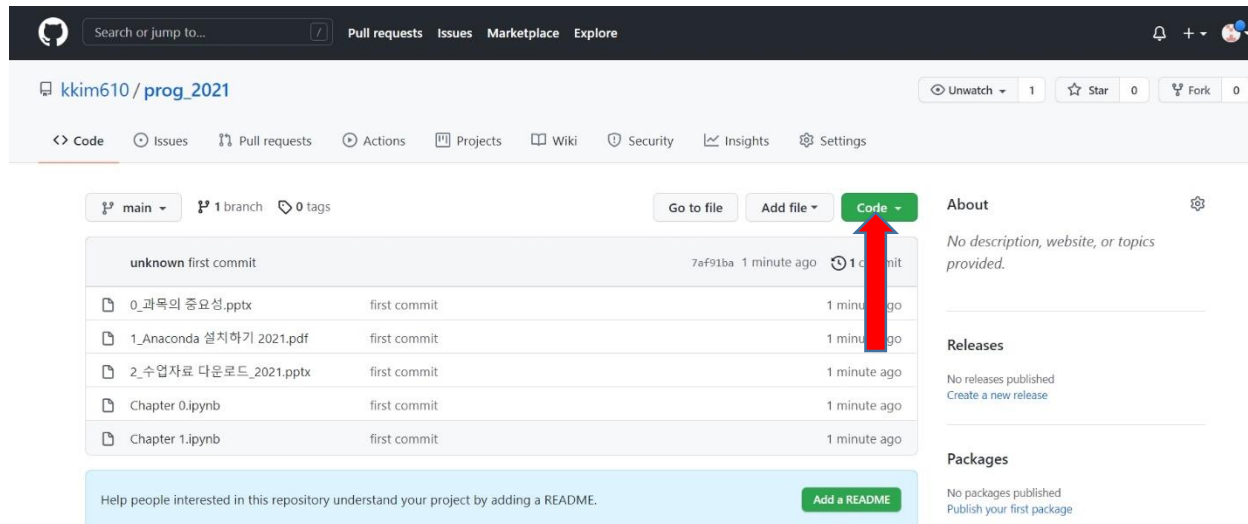 Search or jump to... / Pull requests Issues Marketplace Explore
kkim610 / prog_2021
Unwatch 1 Star 0 Fork 0
Code Issues Pull requests Actions Projects Wiki Security Insights Settings
main 1 branch 0 tags
Go to file Add file Code
unknown first commit 7af91ba 1 minute ago 1
0_과목의 중요성.pptx first commit 1 minute ago
1_Anaconda 설치하기 2021.pdf first commit 1 minute ago
2_수업자료 다운로드_2021.pptx first commit 1 minute ago
Chapter 0.ipynb first commit 1 minute ago
Chapter 1.ipynb first commit 1 minute ago
Help people interested in this repository understand your project by adding a README. Add a README
About
No description, website, or topics
provided.
Releases
No releases published
Create a new release
Packages
No packages published
Publish your first package